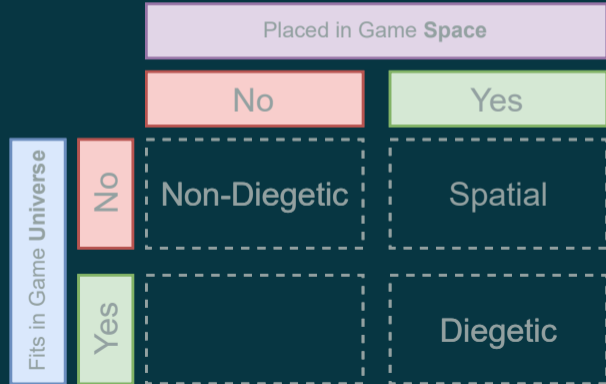 Placed in Game Space
No
Yes
Fits in Game Universe
No
Non-Diegetic
Spatial
Yes
Diegetic